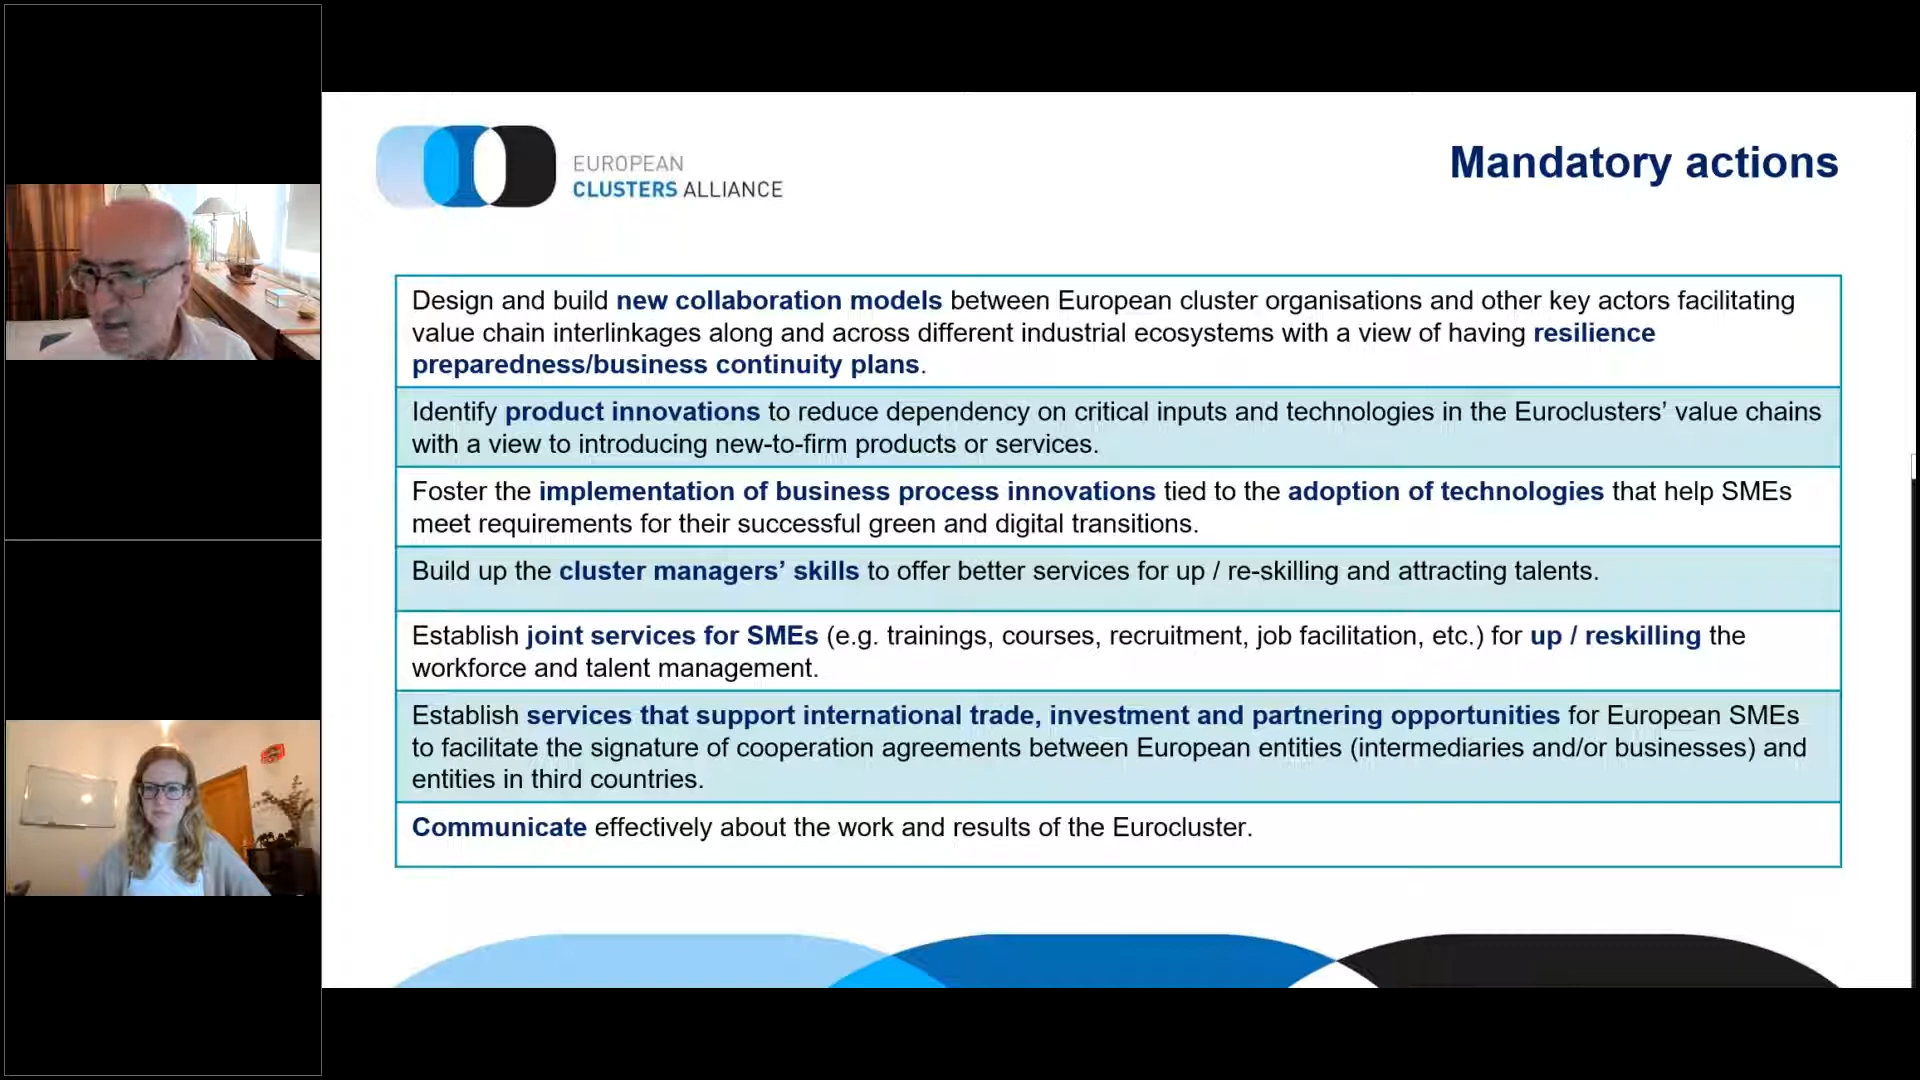 EUROPEAN
CLUSTERS ALLIANCE
Mandatory actions
Design and build new collaboration models between European cluster organisations and other key actors facilitating
value chain interlinkages along and across different industrial ecosystems with a view of having resilience
preparedness/business continuity plans.
Identify product innovations to reduce dependency on critical inputs and technologies in the Euroclusters’ value chains
with a view to introducing new-to-firm products or services.
Foster the implementation of business process innovations tied to the adoption of technologies that help SMEs
meet requirements for their successful green and digital transitions.
Build up the cluster managers’ skills to offer better services for up / re-skilling and attracting talents.
Establish joint services for SMEs (e.g. trainings, courses, recruitment, job facilitation, etc.) for up / reskilling the
workforce and talent management.
Establish services that support international trade, investment and partnering opportunities for European SMEs
to facilitate the signature of cooperation agreements between European entities (intermediaries and/or businesses) and
entities in third countries.
Communicate effectively about the work and results of the Eurocluster.